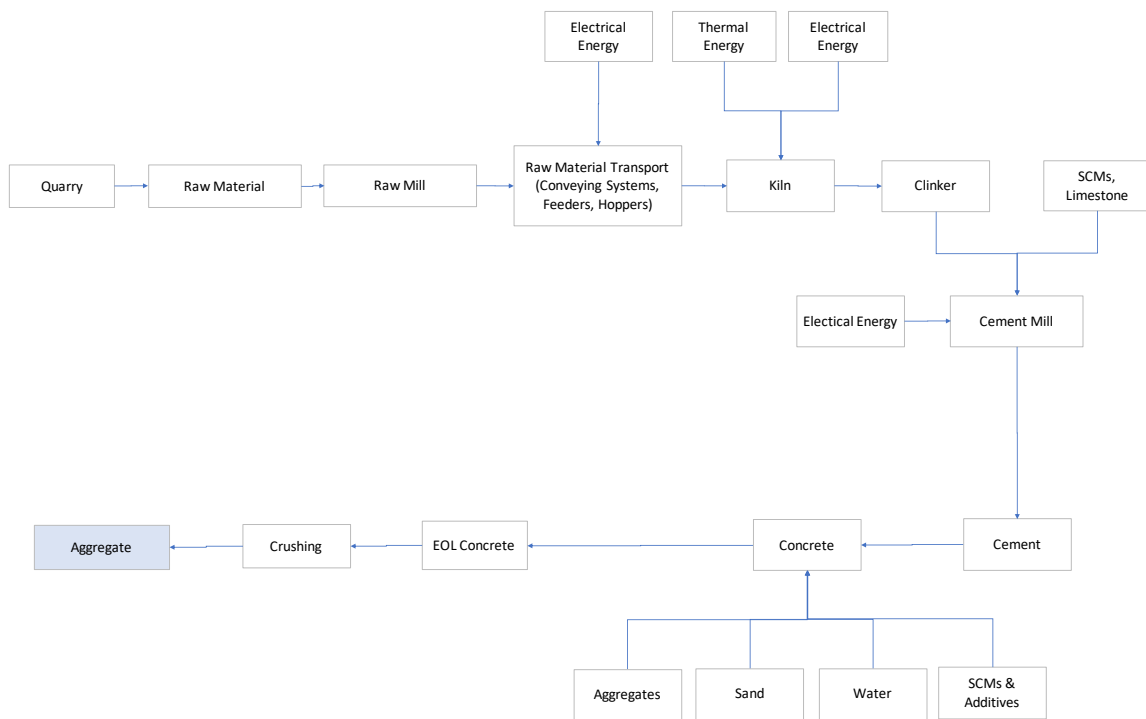 Electrical
Energy
Thermal
Energy
Electrical
Energy
Quarry
Raw Material
Raw Mill
Raw Material Transport
(Conveying Systems,
Feeders, Hoppers)
Kiln
Clinker
SCMs,
Limestone
Electical Energy
Cement Mill
Aggregate
Crushing
EOL Concrete
Concrete
Cement
Aggregates
Sand
Water
SCMs &
Additives